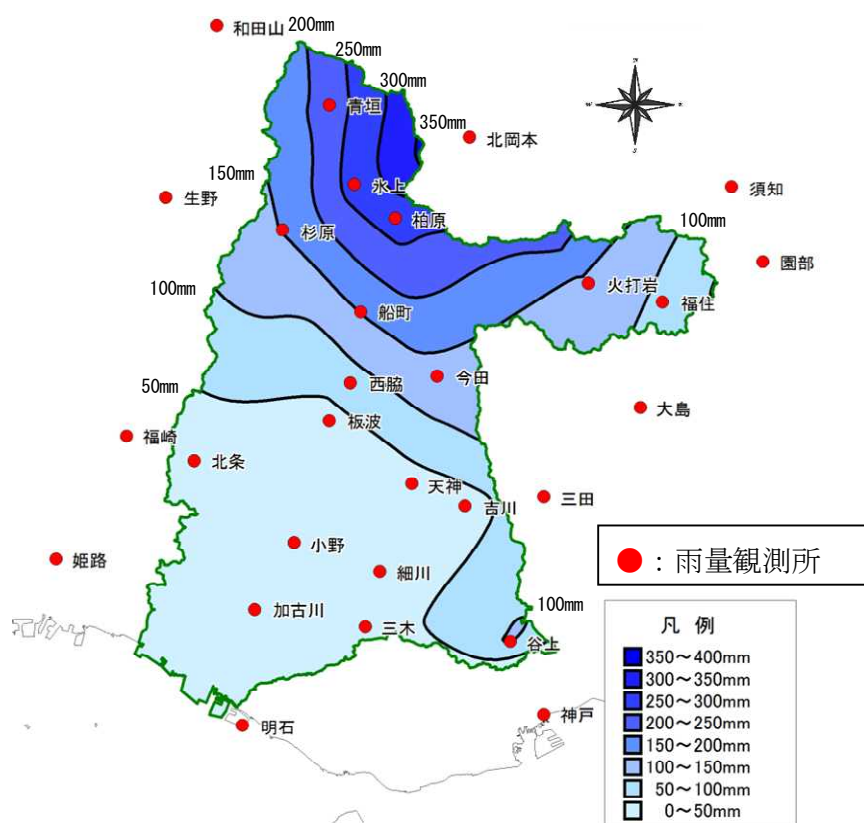 200mm
和田山
250mm
300mm
青垣
350mm
北岡本
N
W
E
S
150mm
氷上
須知
生野
柏原
100mm
杉原
園部
火打岩
100mm
福住
船町
50mm
西脇
今田
大島
福崎
板波
北条
天神
三田
吉川
小野
姫路
細川
●：雨量観測所
加古川
100mm
三木
谷上
凡 例
350～400mm
300～350mm
250～300mm
200～250mm
150～200mm
100～150mm
50～100mm
0～50mm
明石
神戸